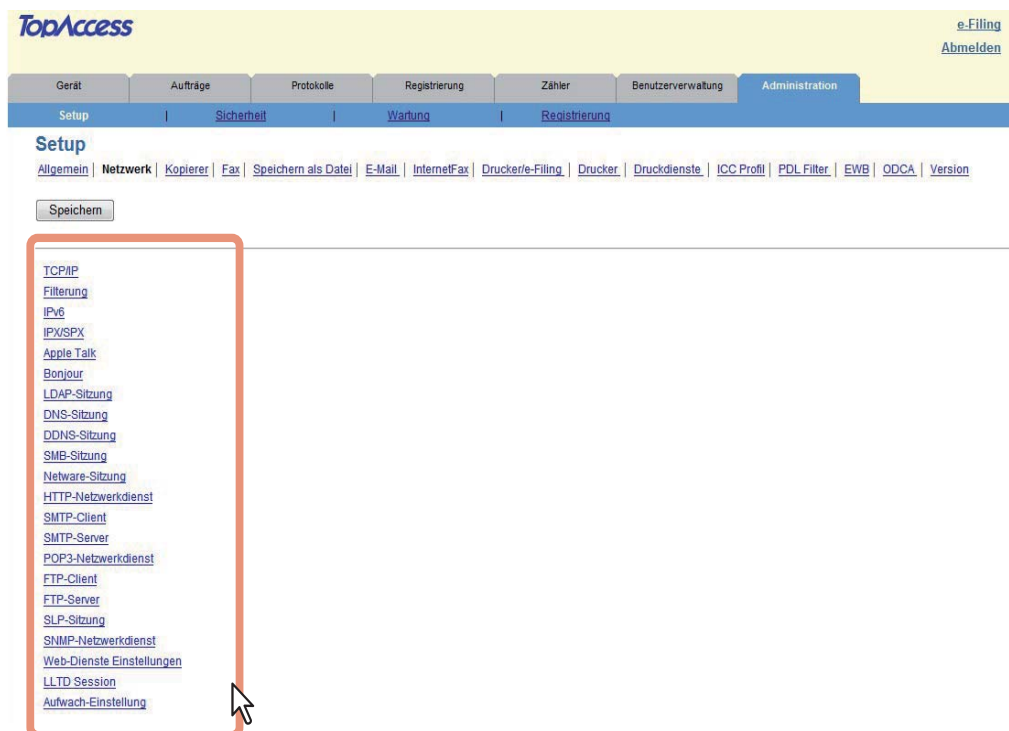 TopAccess
e-Filing
Abmelden
Gerät Aufträge Protokolle Registrierung Zähler Benutzerverwaltung Administration
Setup | Sicherheit | Wartung | Registrierung
Setup
Allgemein | Netzwerk | Kopierer | Fax | Speichern als Datei | E-Mail | InternetFax | Drucker/e-Filing | Drucker | Druckdienste | ICC Profil | PDL Filter | EWB | ODCA | Version
Speichern
TCP/IP
Filterung
IPv6
IPX/SPX
Apple Talk
Bonjour
LDAP-Sitzung
DNS-Sitzung
DDNS-Sitzung
SMB-Sitzung
Netware-Sitzung
HTTP-Netzwerkdienst
SMTP-Client
SMTP-Server
POP3-Netzwerkdienst
FTP-Client
FTP-Server
SLP-Sitzung
SNMP-Netzwerkdienst
Web-Dienste Einstellungen
LLTD Session
Aufwach-Einstellung